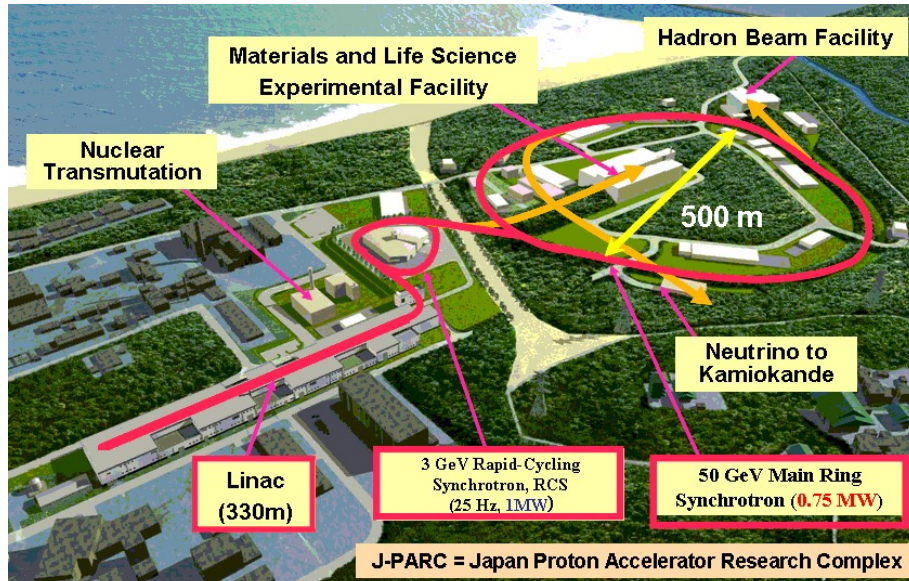 Materials and Life Science
Experimental Facility
Hadron Beam Facility
Nuclear
Transmutation
500 m
Neutrino to
Kamiokande
Linac
(330m)
3 GeV Rapid-Cycling
Synchrotron, RCS
(25 Hz, 1MW)
50 GeV Main Ring
Synchrotron (0.75 MW)
J-PARC = Japan Proton Accelerator Research Complex